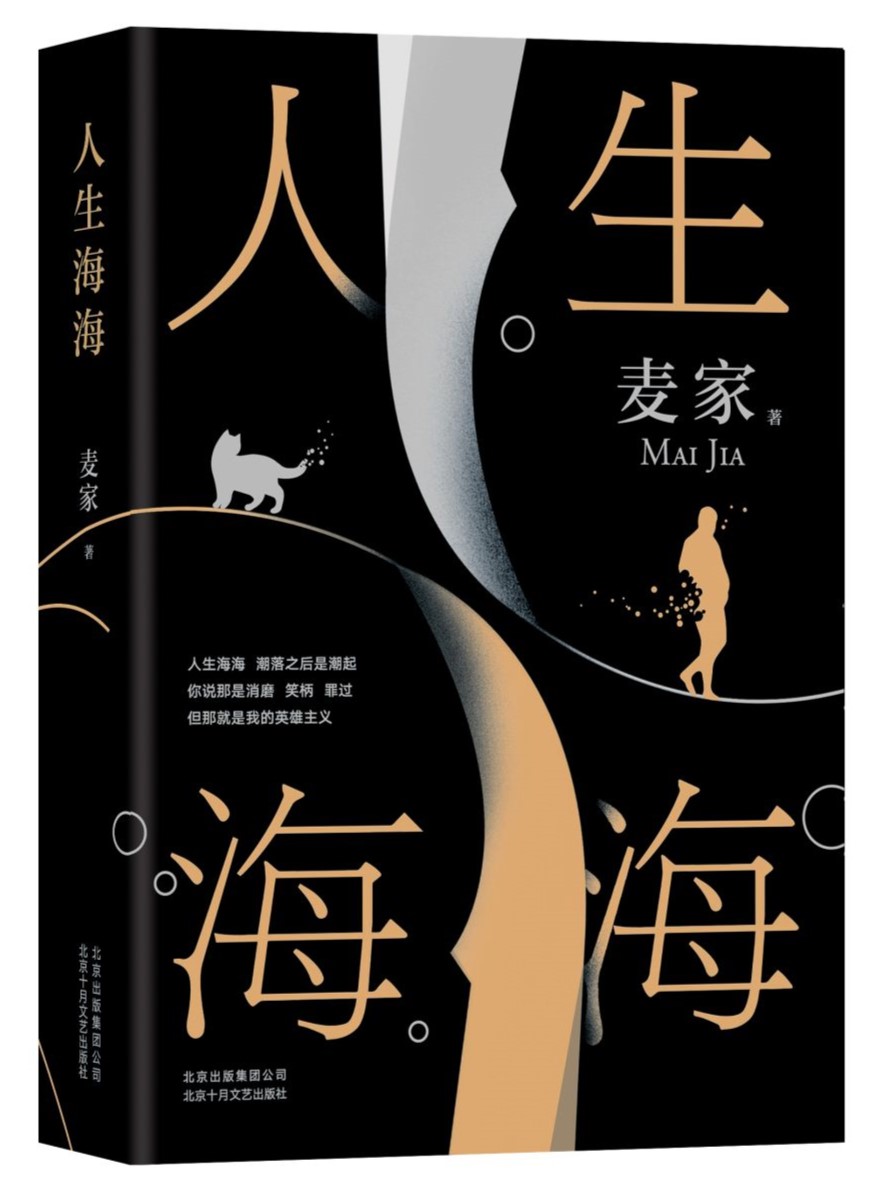 人生海海
麦家 著
北京出版集团公司
北京十月文艺出版社
人生
海海
麦家 著
MAI JIA
人生海海 潮落之后是潮起
你说那是消磨 笑柄 罪过
但那就是我的英雄主义
北京出版集团公司
北京十月文艺出版社